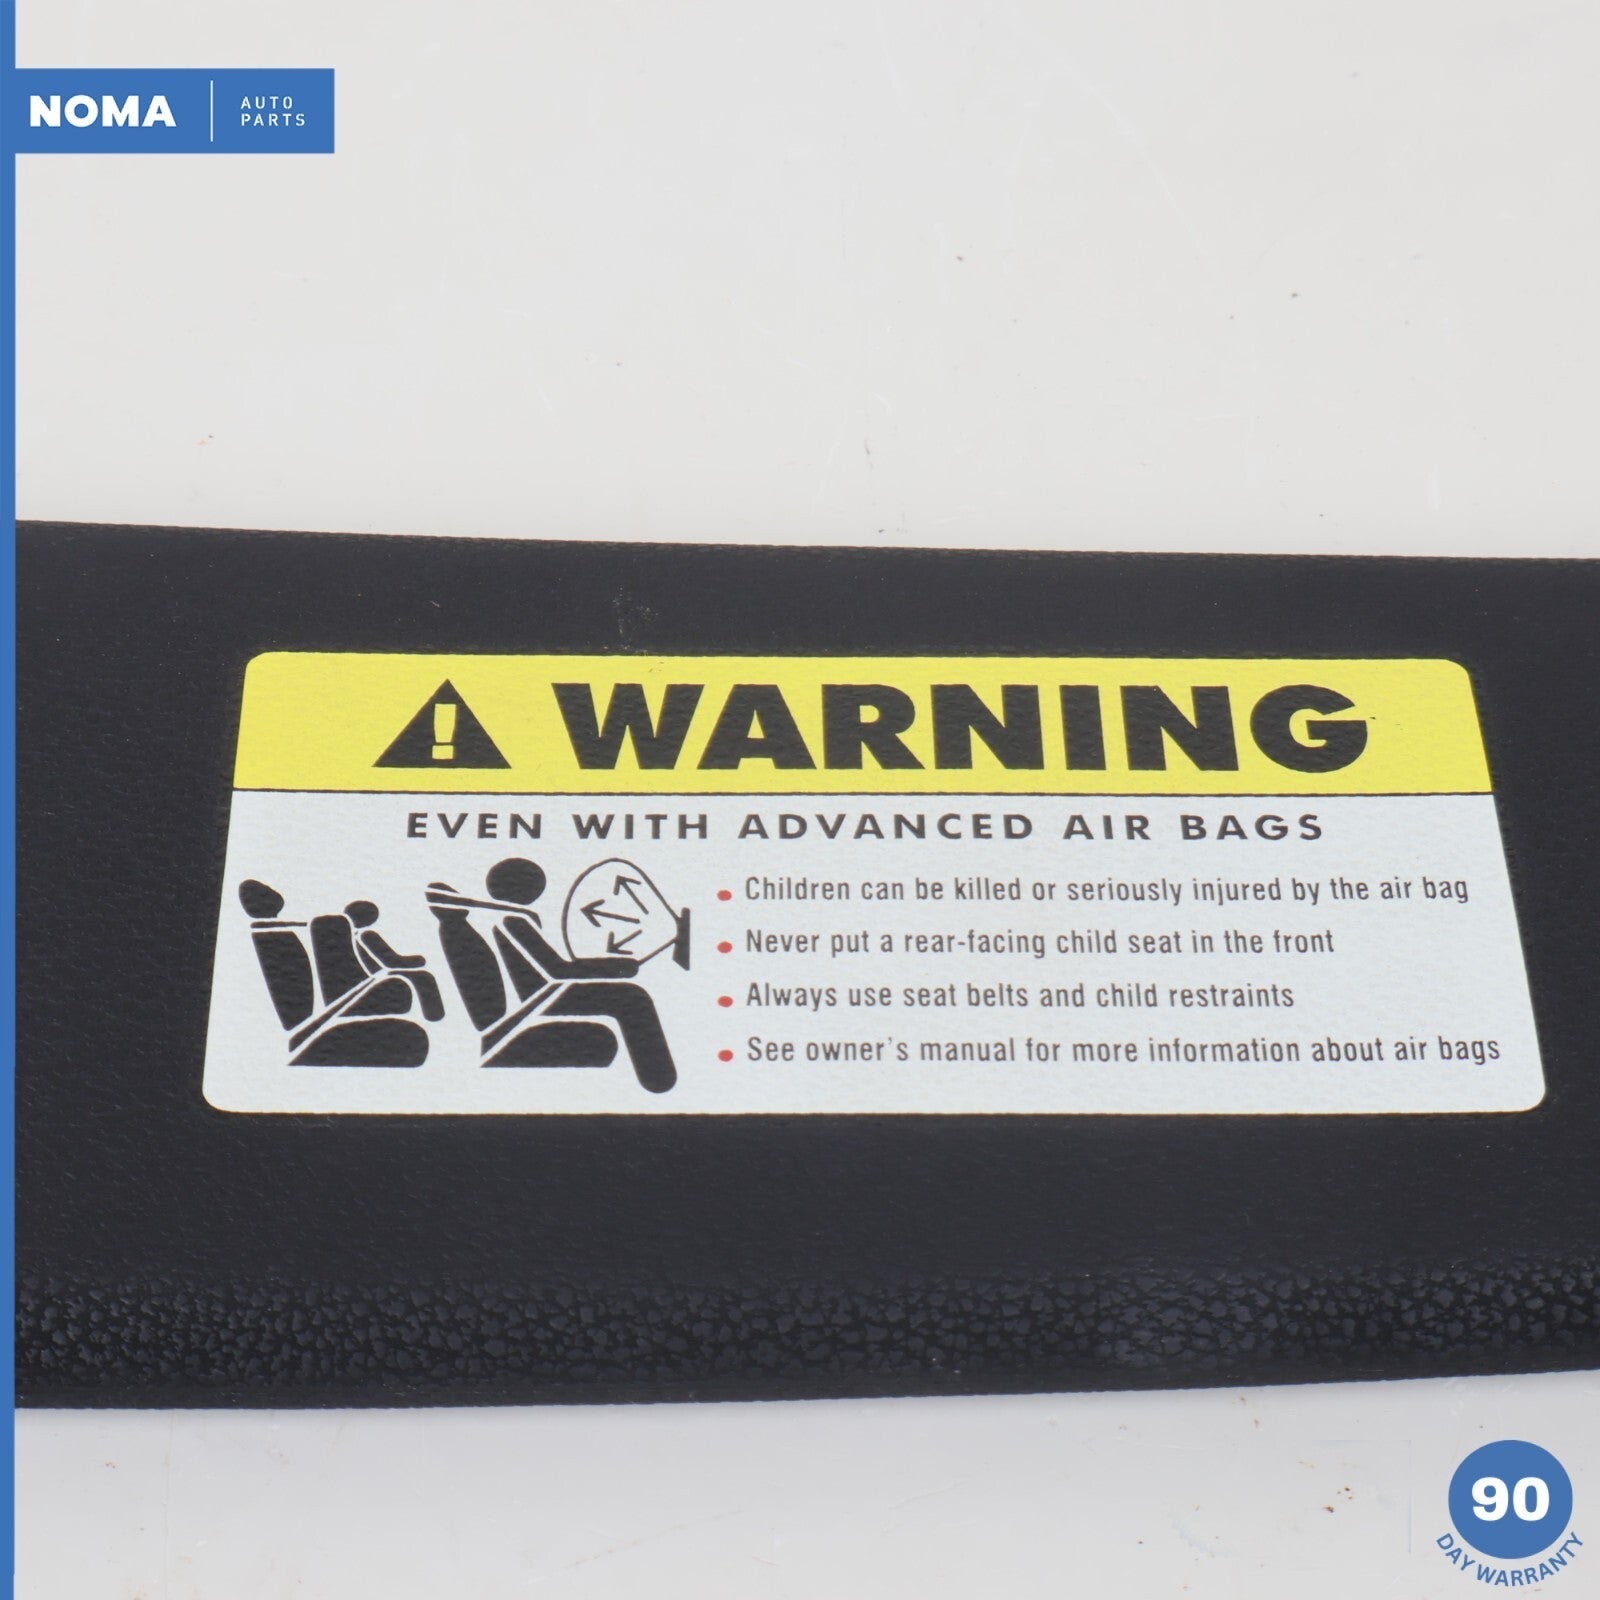 NOMA
AUTO
PARTS
WARNING
EVEN WITH ADVANCED AIR BAGS
• Children can be killed or seriously injured by the air bag
• Never put a rear-facing child seat in the front
• Always use seat belts and child restraints
• See owner's manual for more information about air bags
90
DAY WARRANTY